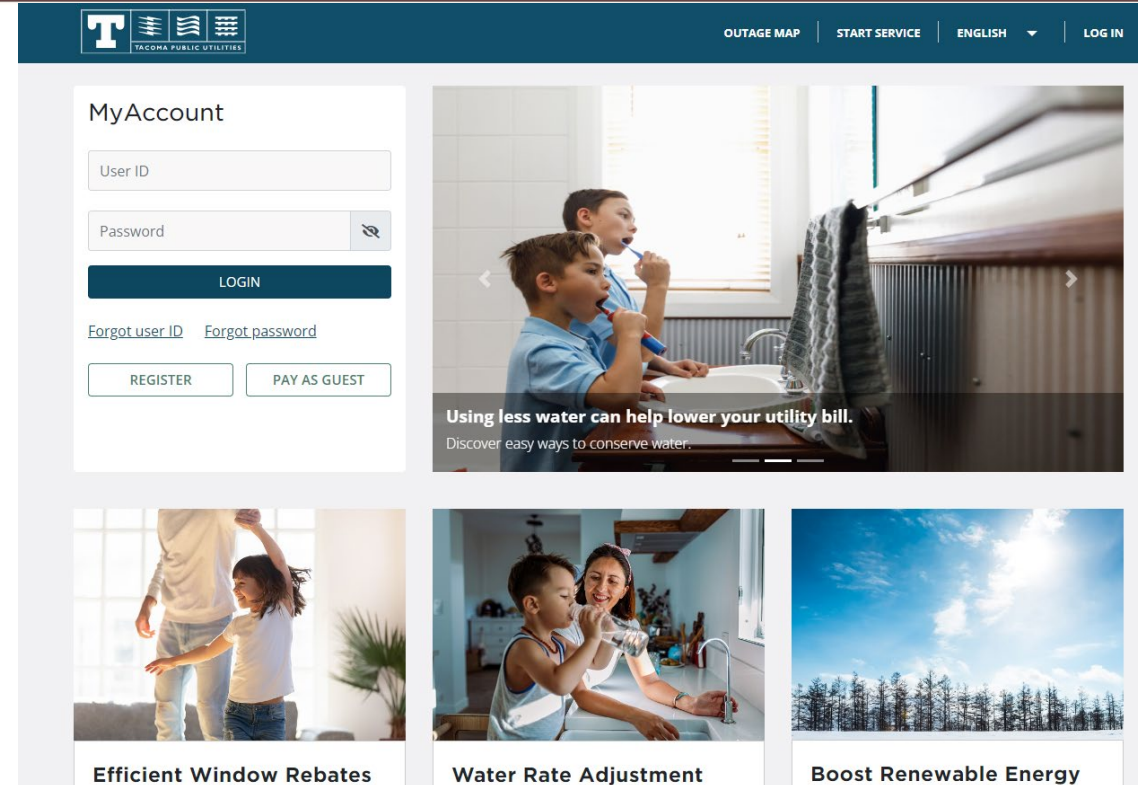 T
TACOMA PUBLIC UTILITIES
OUTAGE MAP
START SERVICE
ENGLISH
LOG IN
MyAccount
User ID
Password
LOGIN
Forgot user ID Forgot password
REGISTER PAY AS GUEST
Using less water can help lower your utility bill.
Discover easy ways to conserve water.
Efficient Window Rebates
Water Rate Adjustment
Boost Renewable Energy